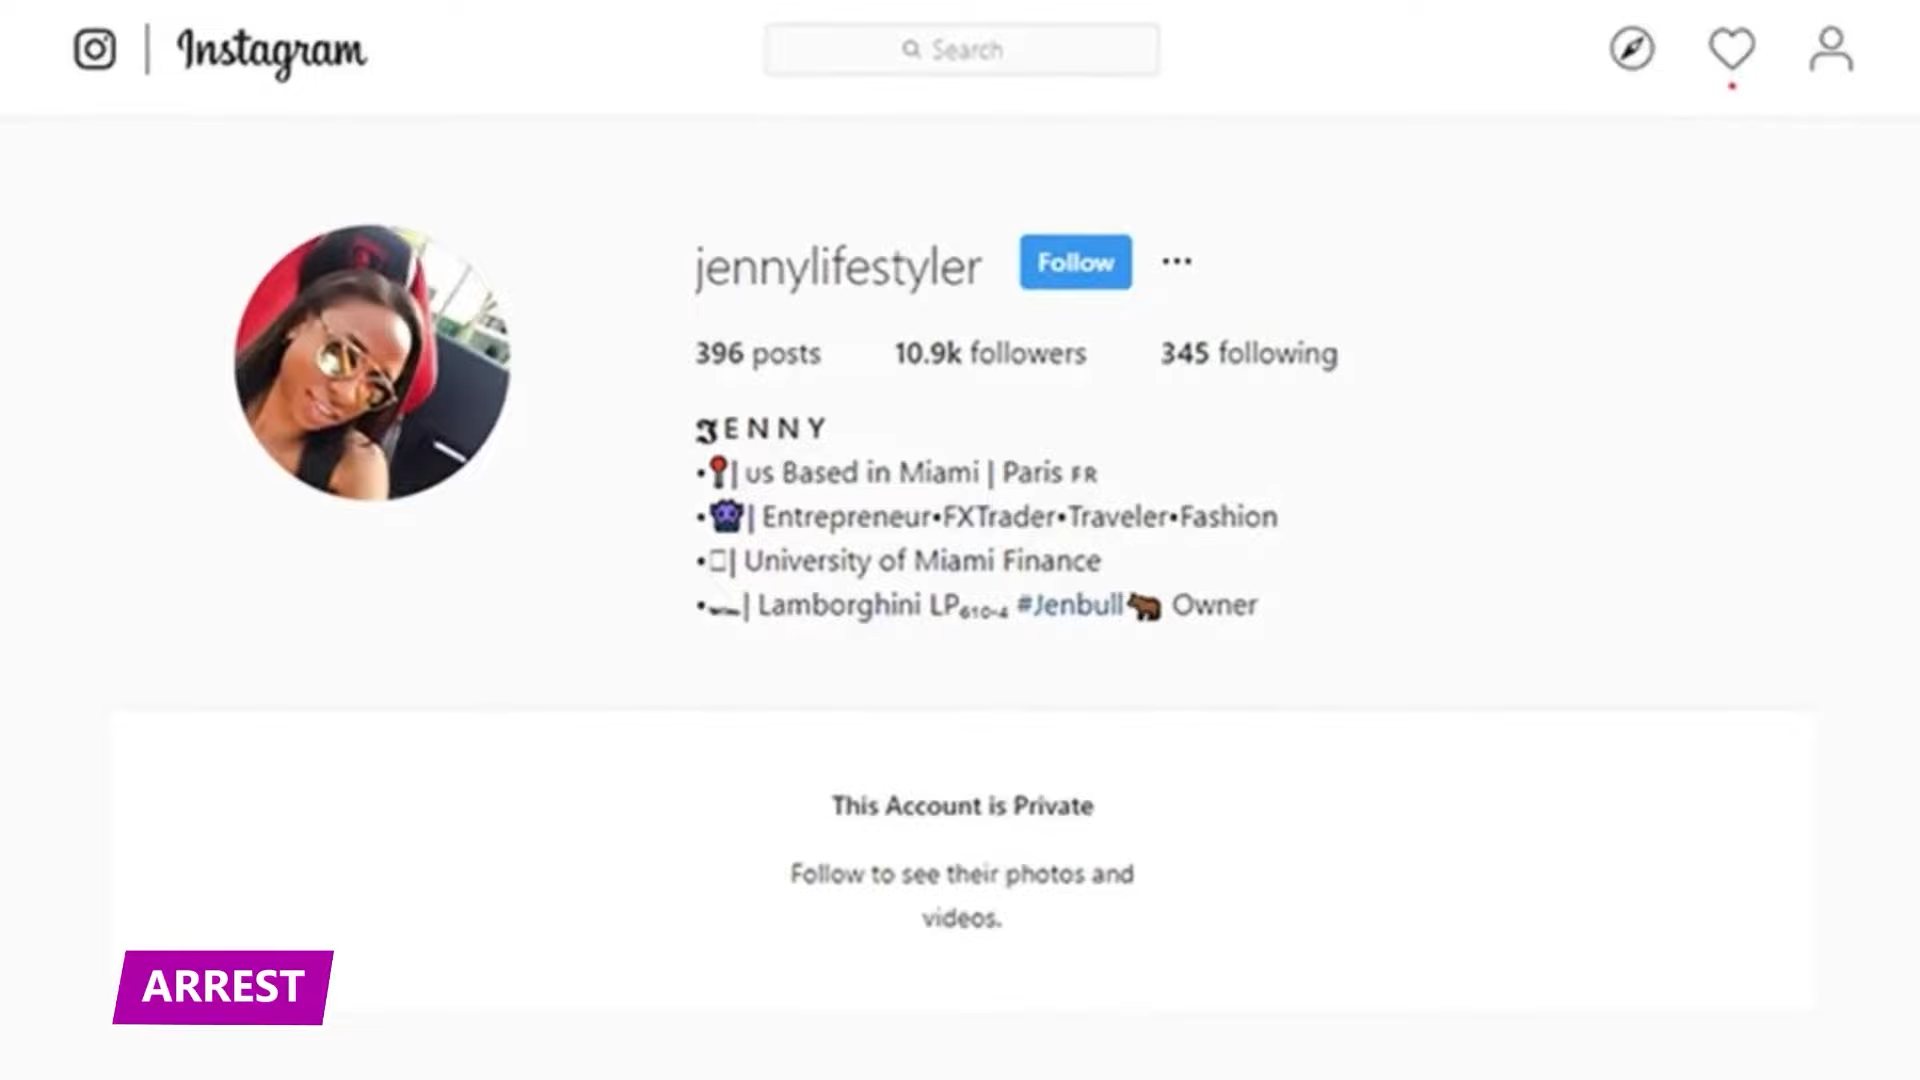 Instagram
Search
jennylifestyler Follow •••
396 posts 10.9k followers 345 following
𝕵ENNY
•📍| us Based in Miami | Paris FR
•👾| Entrepreneur•FXTrader•Traveler•Fashion
•□| University of Miami Finance
•🏎| Lamborghini LP₆₁₀₋₄ #Jenbull🐂 Owner
This Account is Private
Follow to see their photos and
videos.
ARREST